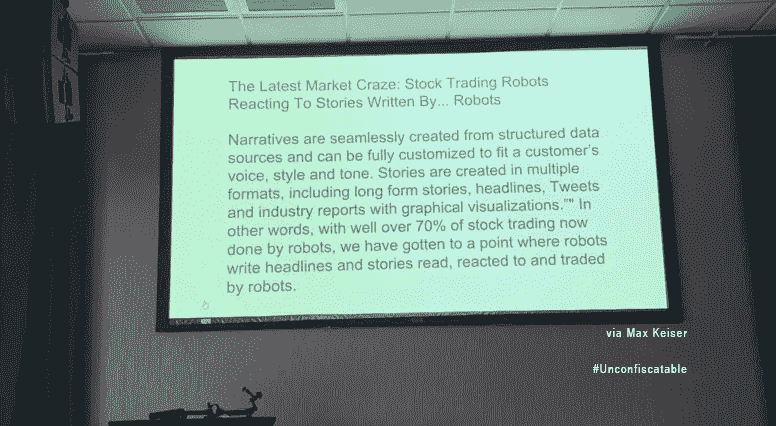 The Latest Market Craze: Stock Trading Robots
Reacting To Stories Written By... Robots
Narratives are seamlessly created from structured data
sources and can be fully customized to fit a customer's
voice, style and tone. Stories are created in multiple
formats, including long form stories, headlines, Tweets
and industry reports with graphical visualizations."" In
other words, with well over 70% of stock trading now
done by robots, we have gotten to a point where robots
write headlines and stories read, reacted to and traded
by robots.
via Max Keiser
#Unconfiscatable